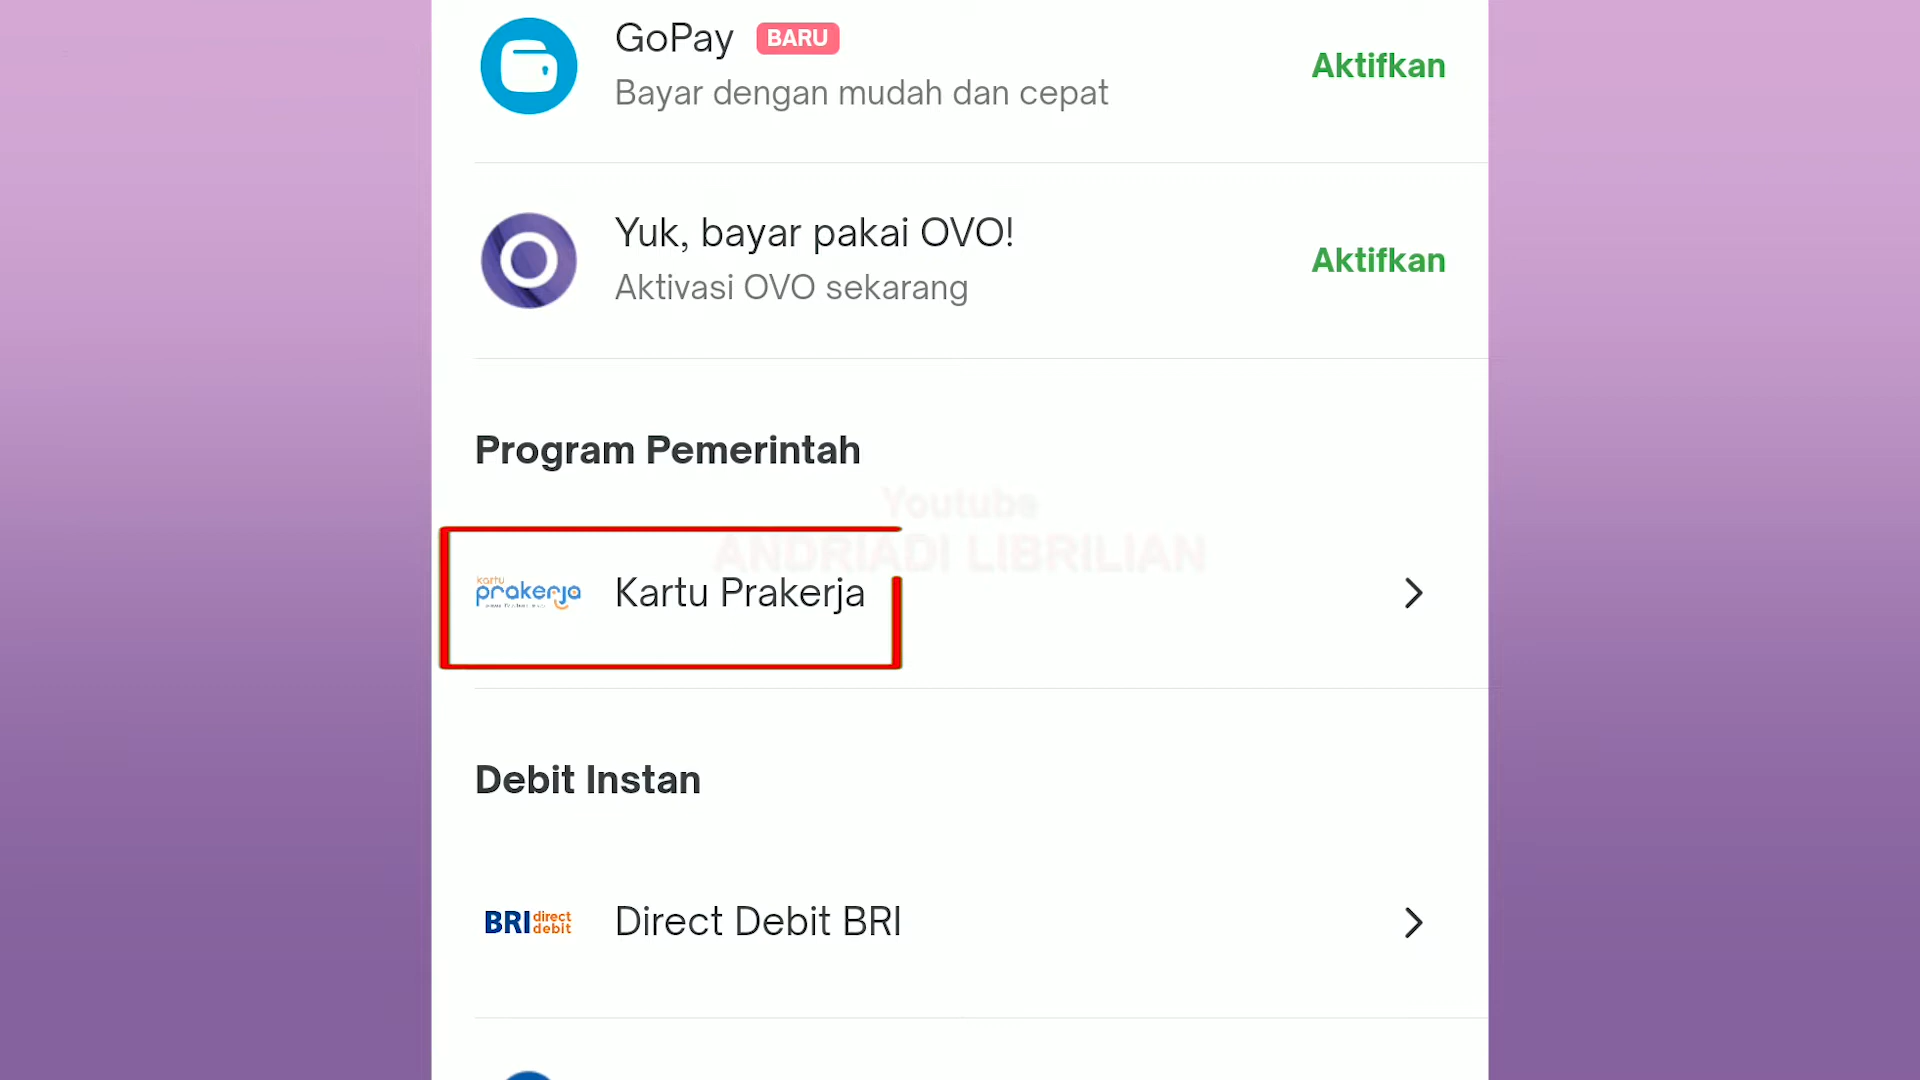 GoPay BARU
Bayar dengan mudah dan cepat
Aktifkan
Yuk, bayar pakai OVO!
Aktivasi OVO sekarang
Aktifkan
Program Pemerintah
Youtube
ANDRIADI LIBRILIAN
kartu
prakerja
Kartu Prakerja
Debit Instan
BRI direct debit
Direct Debit BRI